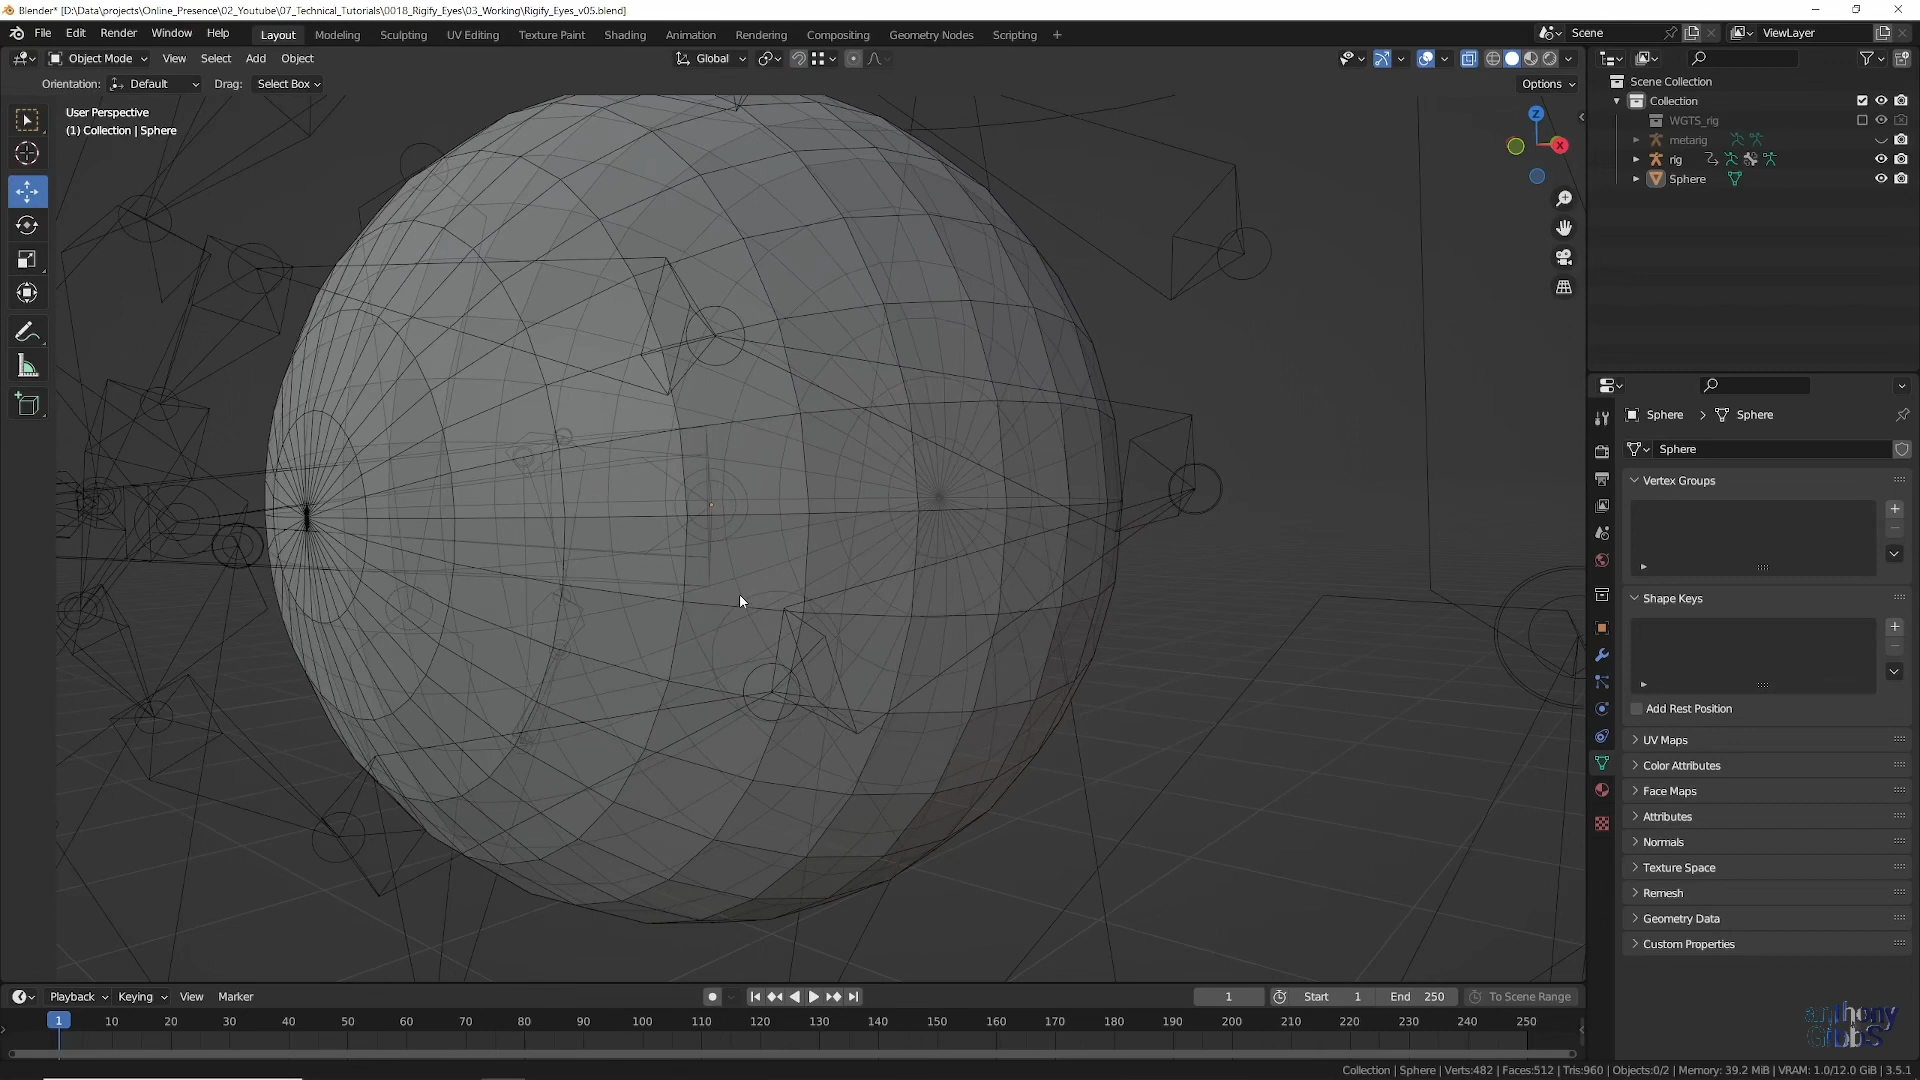 Blender* [D:\Data\projects\Online_Presence\02_Youtube\07_Technical_Tutorials\0018_Rigify_Eyes\03_Working\Rigify_Eyes_v05.blend]
File Edit Render Window Help Layout Modeling Sculpting UV Editing Texture Paint Shading Animation Rendering Compositing Geometry Nodes Scripting + Scene ViewLayer
Object Mode View Select Add Object Global
Orientation: Default Drag: Select Box Options
User Perspective
(1) Collection | Sphere
Z
X
Scene Collection
Collection
WGTS_rig
metarig
rig
Sphere
Sphere > Sphere
Sphere
Vertex Groups
Shape Keys
Add Rest Position
UV Maps
Color Attributes
Face Maps
Attributes
Normals
Texture Space
Remesh
Geometry Data
Custom Properties
Playback Keying View Marker 1 Start 1 End 250 To Scene Range
1 10 20 30 40 50 60 70 80 90 100 110 120 130 140 150 160 170 180 190 200 210 220 230 240 250
anthony
GibbS
Collection | Sphere | Verts:482 | Faces:512 | Tris:960 | Objects:0/2 | Memory: 39.2 MiB | VRAM: 1.0/12.0 GiB | 3.5.1